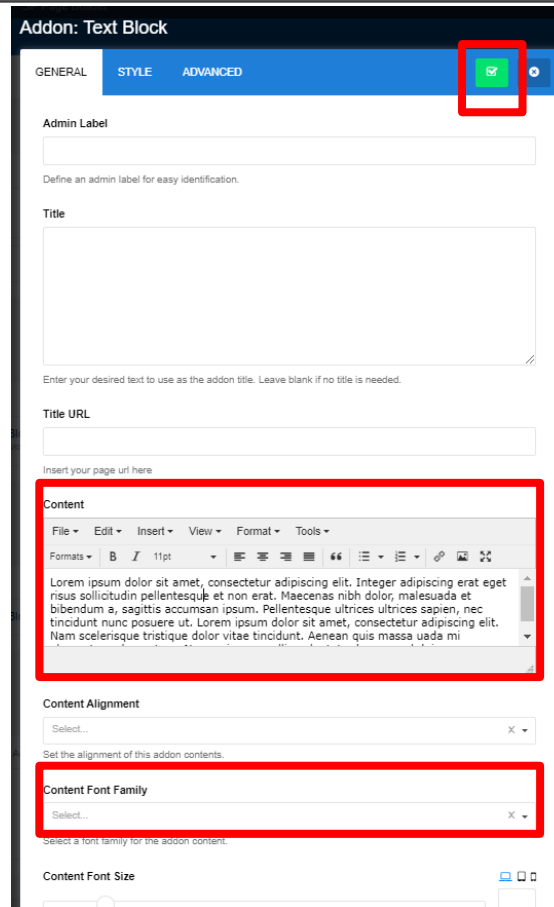 Addon: Text Block
GENERAL STYLE ADVANCED
Admin Label
Define an admin label for easy identification.
Title
Enter your desired text to use as the addon title. Leave blank if no title is needed.
Title URL
Insert your page url here
Content
File Edit Insert View Format Tools
Formats B I 11pt
Lorem ipsum dolor sit amet, consectetur adipiscing elit. Integer adipiscing erat eget
risus sollicitudin pellentesque et non erat. Maecenas nibh dolor, malesuada et
bibendum a, sagittis accumsan ipsum. Pellentesque ultrices ultrices sapien, nec
tincidunt nunc posuere ut. Lorem ipsum dolor sit amet, consectetur adipiscing elit.
Nam scelerisque tristique dolor vitae tincidunt. Aenean quis massa uada mi
Content Alignment
Select... X
Set the alignment of this addon contents.
Content Font Family
Select... X
Select a font family for the addon content.
Content Font Size